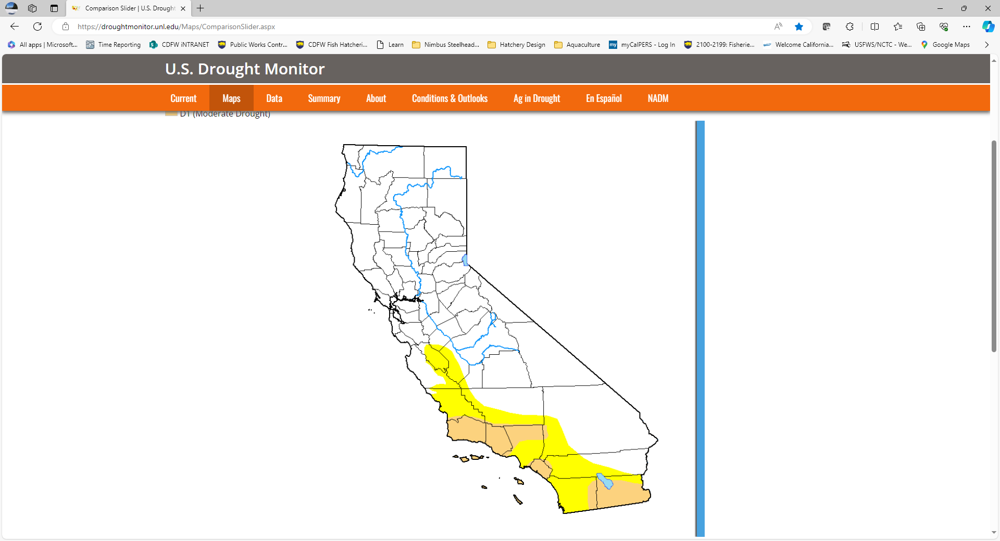 Comparison Slider | U.S. Drought
https://droughtmonitor.unl.edu/Maps/ComparisonSlider.aspx
All apps | Microsoft... Time Reporting CDFW iNTRANET Public Works Contr... CDFW Fish Hatcheri... Learn Nimbus Steelhead... Hatchery Design Aquaculture my myCalPERS - Log In 2100-2199: Fisherie... Welcome California... USFWS/NCTC - We... Google Maps
U.S. Drought Monitor
Current Maps Data Summary About Conditions & Outlooks Ag in Drought En Español NADM
D1 (Moderate Drought)